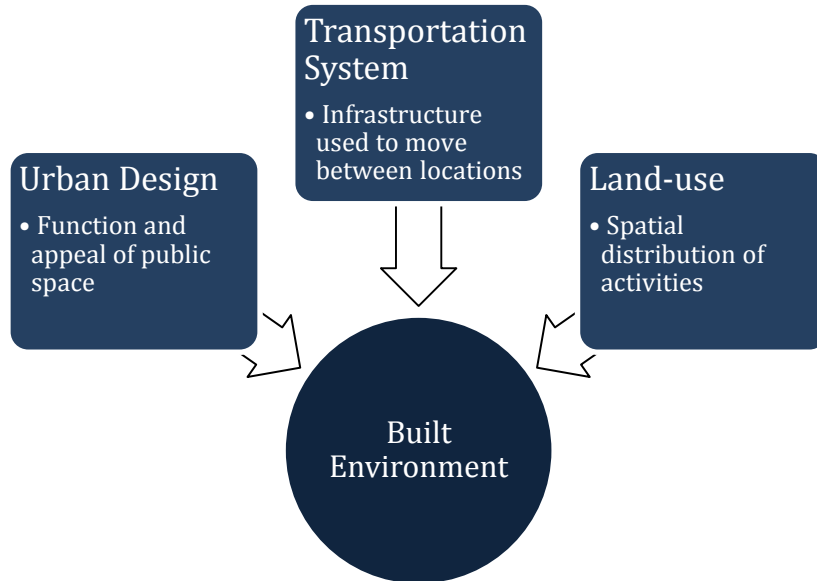 Transportation
System
• Infrastructure
used to move
between locations
Urban Design
• Function and
appeal of public
space
Land-use
• Spatial
distribution of
activities
Built
Environment